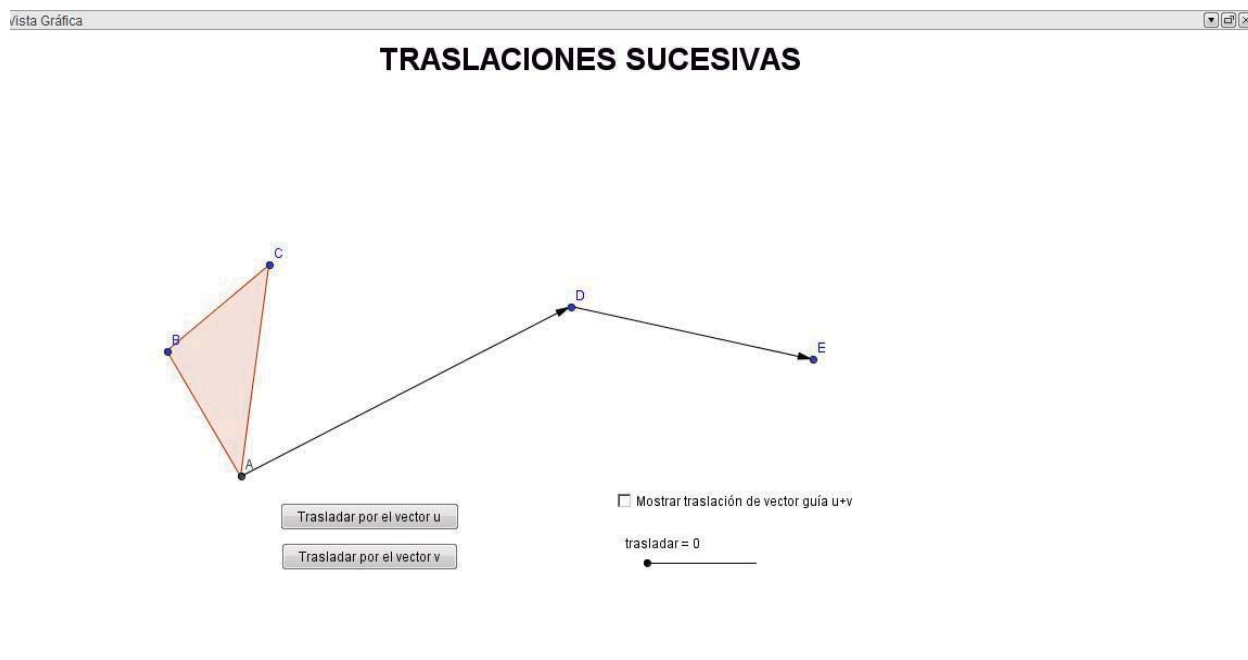 Vista Gráfica
TRASLACIONES SUCESIVAS
C
D
B
E
A
Mostrar traslación de vector guía u+v
Trasladar por el vector u
trasladar = 0
Trasladar por el vector v